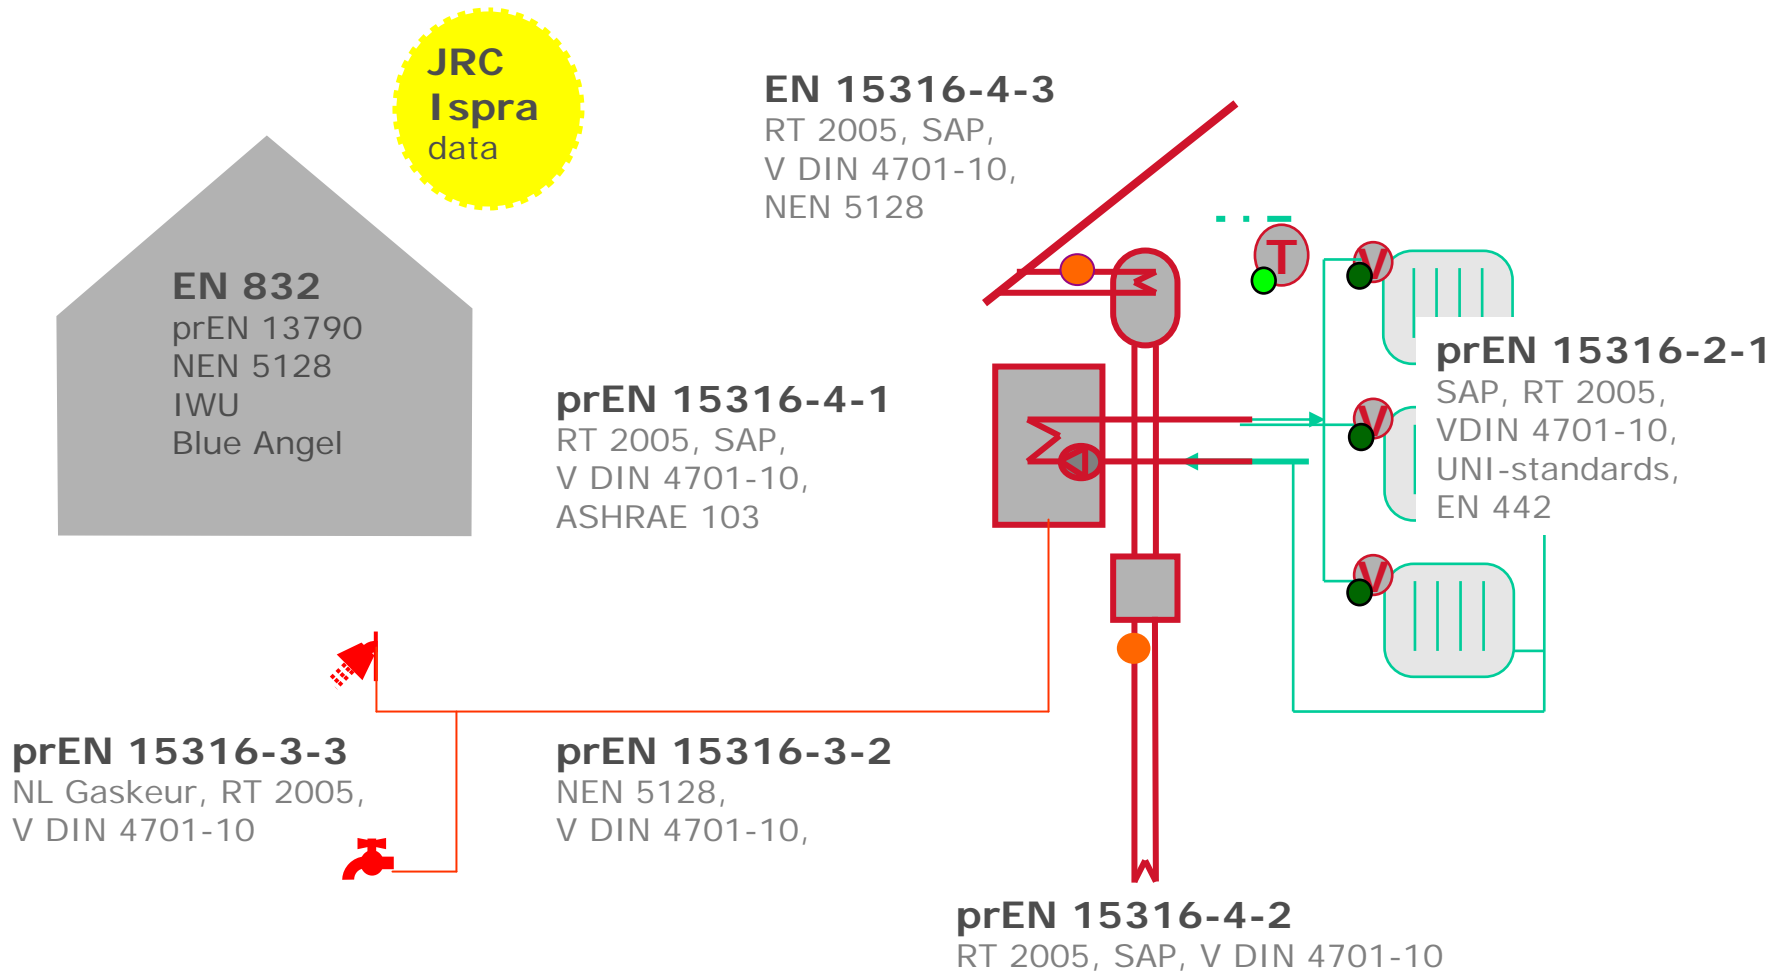 JRC
Ispra
data
EN 15316-4-3
RT 2005, SAP,
V DIN 4701-10,
NEN 5128
EN 832
prEN 13790
NEN 5128
IWU
Blue Angel
T
V
prEN 15316-2-1
SAP, RT 2005,
VDIN 4701-10,
UNI-standards,
EN 442
V
V
prEN 15316-4-1
RT 2005, SAP,
V DIN 4701-10,
ASHRAE 103
prEN 15316-3-3
NL Gaskeur, RT 2005,
V DIN 4701-10
prEN 15316-3-2
NEN 5128,
V DIN 4701-10,
prEN 15316-4-2
RT 2005, SAP, V DIN 4701-10